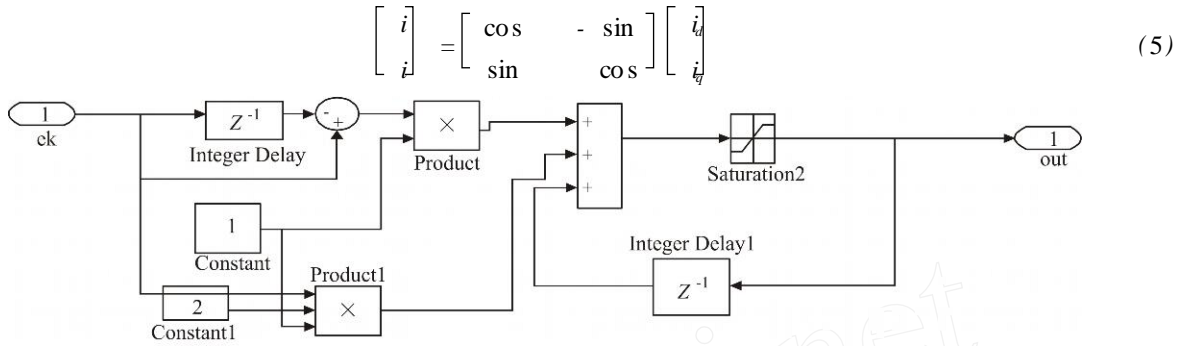 i = cos - sin i_d (5)
i sin cos i_q
1
ck
Z^-1
Integer Delay
- +
×
Product
+
+
+
Saturation2
1
out
1
Constant
Integer Delay1
Z^-1
Product1
×
2
Constant1